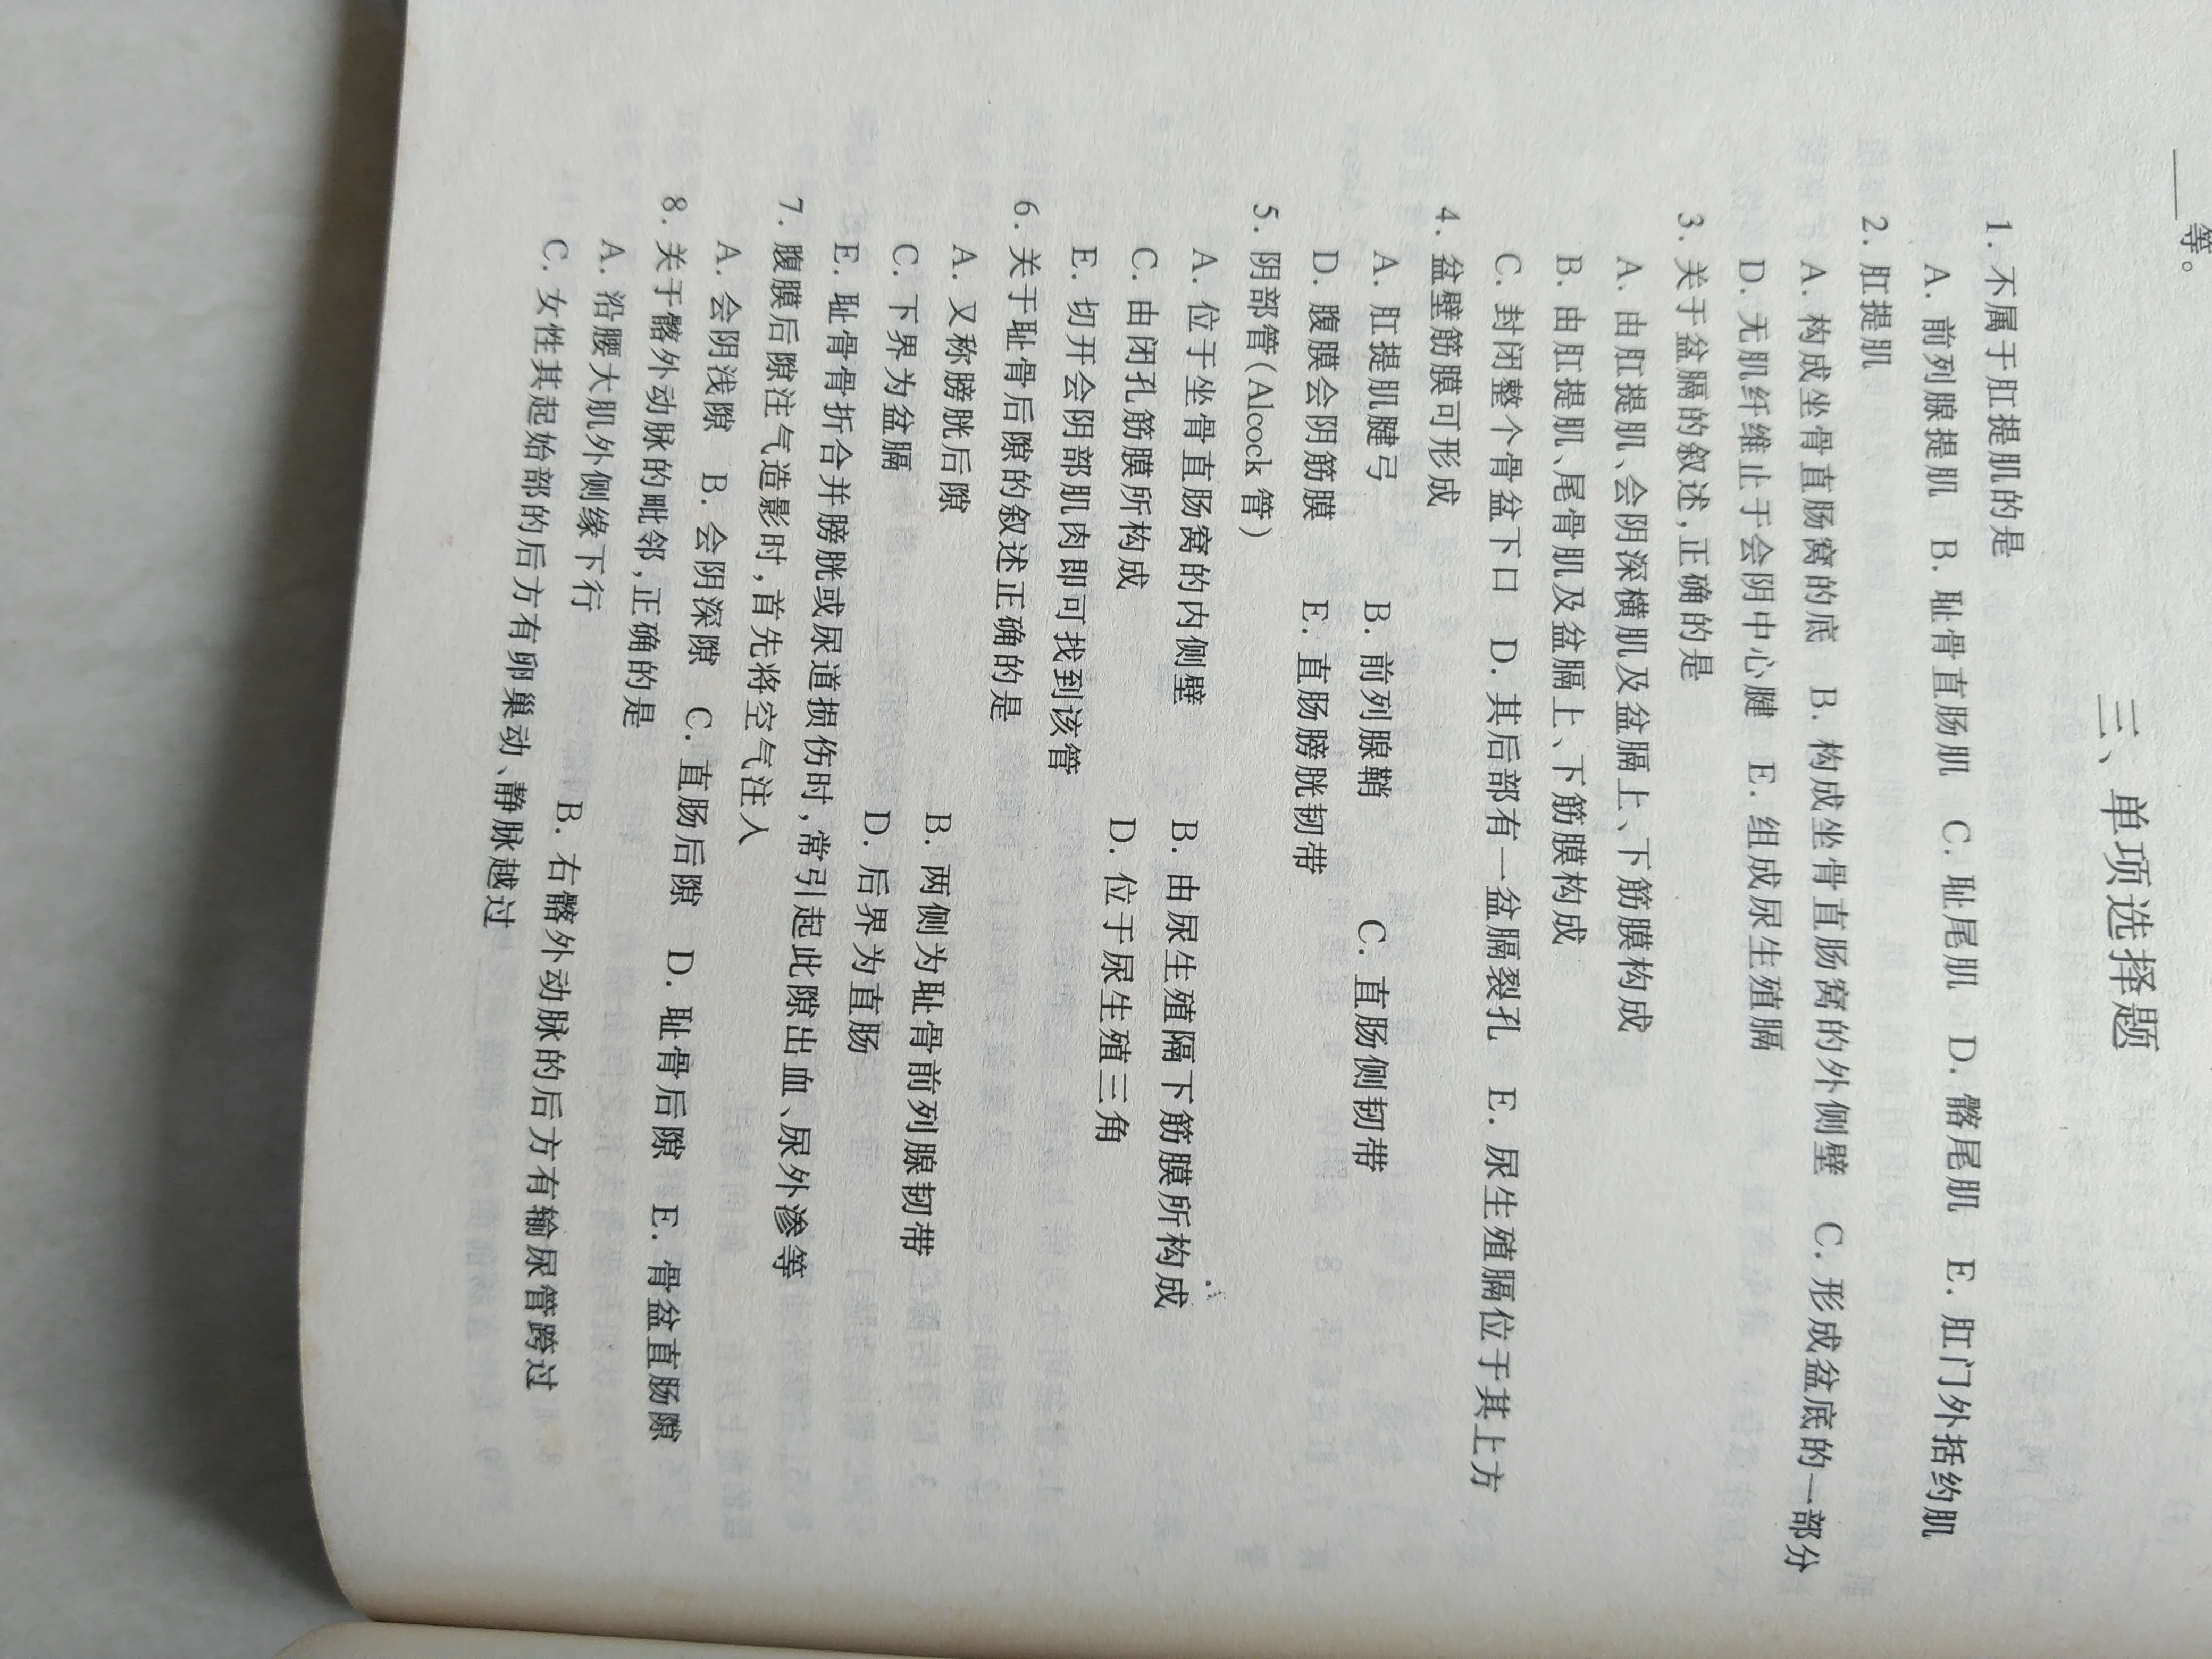 等。
三、单项选择题
1. 不属于肛提肌的是
A. 前列腺提肌 B. 耻骨直肠肌 C. 耻尾肌 D. 髂尾肌 E. 肛门外括约肌
2. 肛提肌
A. 构成坐骨直肠窝的底 B. 构成坐骨直肠窝的外侧壁 C. 形成盆底的一部分
D. 无肌纤维止于会阴中心腱 E. 组成尿生殖膈
3. 关于盆膈的叙述,正确的是
A. 由肛提肌、会阴深横肌及盆膈上、下筋膜构成
B. 由肛提肌、尾骨肌及盆膈上、下筋膜构成
C. 封闭整个骨盆下口 D. 其后部有一盆膈裂孔 E. 尿生殖膈位于其上方
4. 盆壁筋膜可形成
A. 肛提肌腱弓 B. 前列腺鞘 C. 直肠侧韧带
D. 腹膜会阴筋膜 E. 直肠膀胱韧带
5. 阴部管(Alcock 管)
A. 位于坐骨直肠窝的内侧壁 B. 由尿生殖隔下筋膜所构成
C. 由闭孔筋膜所构成 D. 位于尿生殖三角
E. 切开会阴部肌肉即可找到该管
6. 关于耻骨后隙的叙述正确的是
A. 又称膀胱后隙 B. 两侧为耻骨前列腺韧带
C. 下界为盆膈 D. 后界为直肠
E. 耻骨骨折合并膀胱或尿道损伤时,常引起此隙出血、尿外渗等
7. 腹膜后隙注气造影时,首先将空气注入
A. 会阴浅隙 B. 会阴深隙 C. 直肠后隙 D. 耻骨后隙 E. 骨盆直肠隙
8. 关于髂外动脉的毗邻,正确的是
A. 沿腰大肌外侧缘下行 B. 右髂外动脉的后方有输尿管跨过
C. 女性其起始部的后方有卵巢动、静脉越过